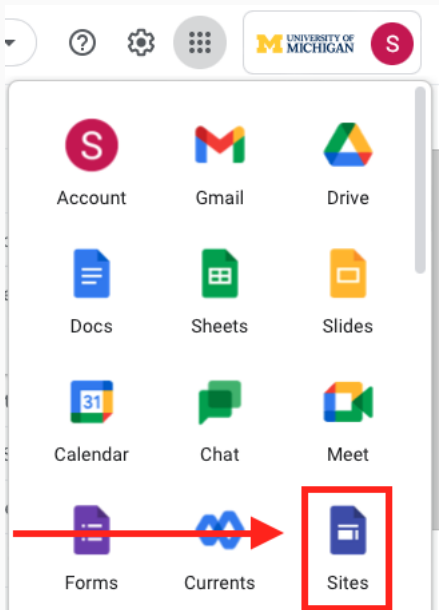 ?
M UNIVERSITY OF
MICHIGAN
S
S
Account Gmail Drive
Docs Sheets Slides
31
Calendar Chat Meet
Forms Currents Sites